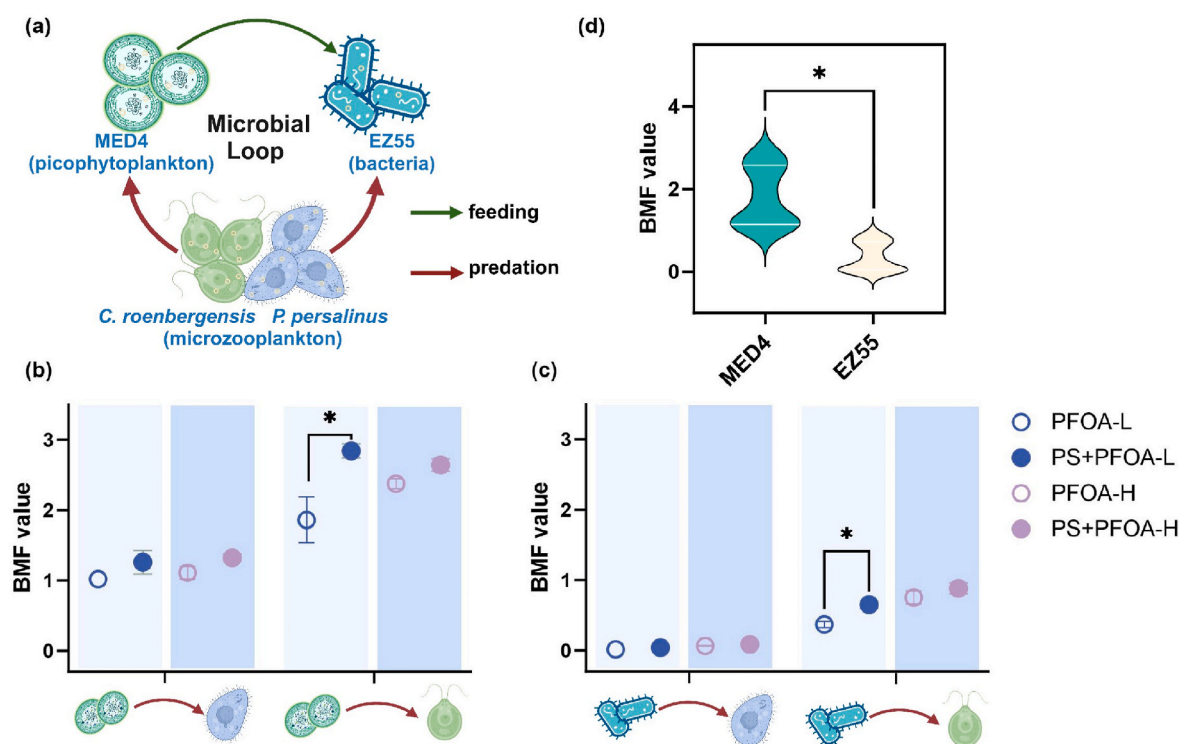 (a)
MED4
(picophytoplankton)
Microbial
Loop
EZ55
(bacteria)
feeding
predation
C. roenbergensis P. persalinus
(microzooplankton)
(d)
*
BMF value
4
2
0
MED4
EZ55
(b)
BMF value
3
2
1
0
*
(c)
BMF value
3
2
1
0
*
PFOA-L
PS+PFOA-L
PFOA-H
PS+PFOA-H